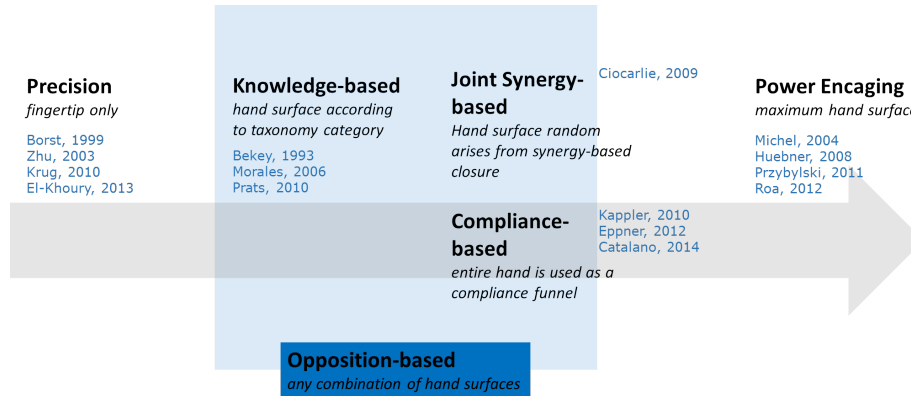 Precision
fingertip only
Borst, 1999
Zhu, 2003
Krug, 2010
El-Khoury, 2013
Knowledge-based
hand surface according
to taxonomy category
Bekey, 1993
Morales, 2006
Prats, 2010
Joint Synergy-
based
Hand surface random
arises from synergy-based
closure
Ciocarlie, 2009
Compliance-
based
entire hand is used as a
compliance funnel
Kappler, 2010
Eppner, 2012
Catalano, 2014
Power Encaging
maximum hand surface
Michel, 2004
Huebner, 2008
Przybylski, 2011
Roa, 2012
Opposition-based
any combination of hand surfaces